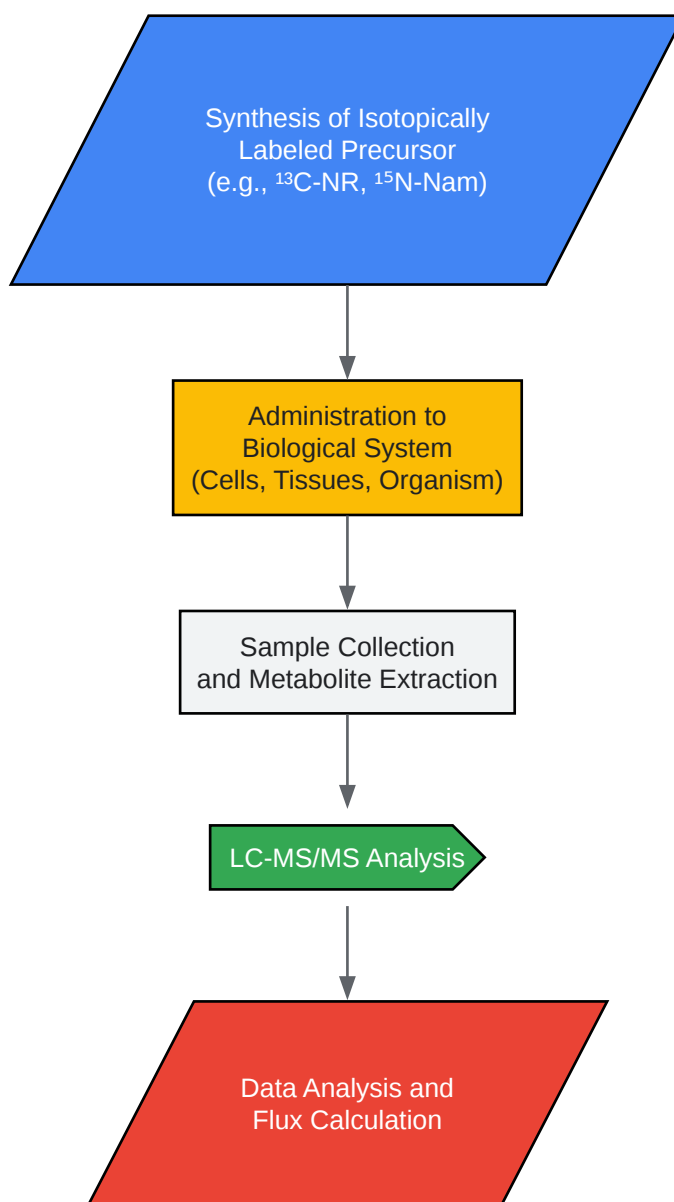 Synthesis of Isotopically
Labeled Precursor
(e.g., ¹³C-NR, ¹⁵N-Nam)
Administration to
Biological System
(Cells, Tissues, Organism)
Sample Collection
and Metabolite Extraction
LC-MS/MS Analysis
Data Analysis and
Flux Calculation